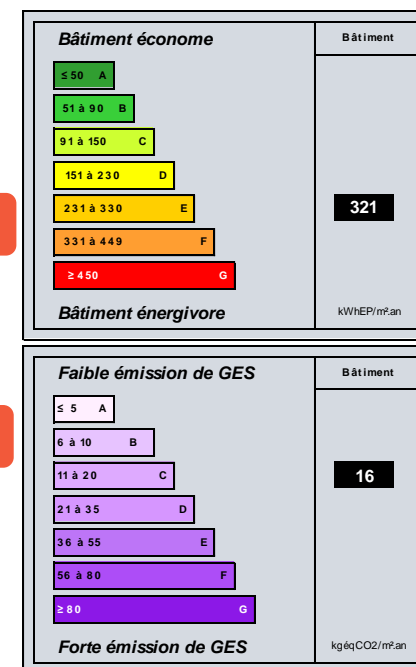 Bâtiment économe
Bâtiment
≤ 50 A
51 à 90 B
91 à 150 C
151 à 230 D
231 à 330 E
321
331 à 449 F
≥ 450 G
Bâtiment énergivore
kWhEP/m².an
Faible émission de GES
Bâtiment
≤ 5 A
6 à 10 B
11 à 20 C
16
21 à 35 D
36 à 55 E
56 à 80 F
≥ 80 G
Forte émission de GES
kgéqCO2/m².an